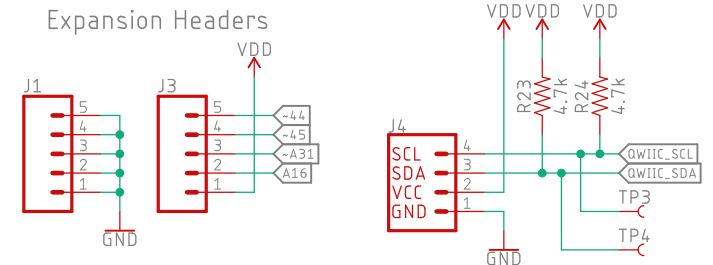 Expansion Headers
VDD
VDD
VDD
VDD
J1
J3
R23
4.7k
R24
4.7k
5
4
3
2
1
5
4
3
2
1
~44
~45
~A31
A16
J4
SCL
SDA
VCC
GND
4
3
2
1
QWIIC_SCL
QWIIC_SDA
TP3
TP4
GND
GND